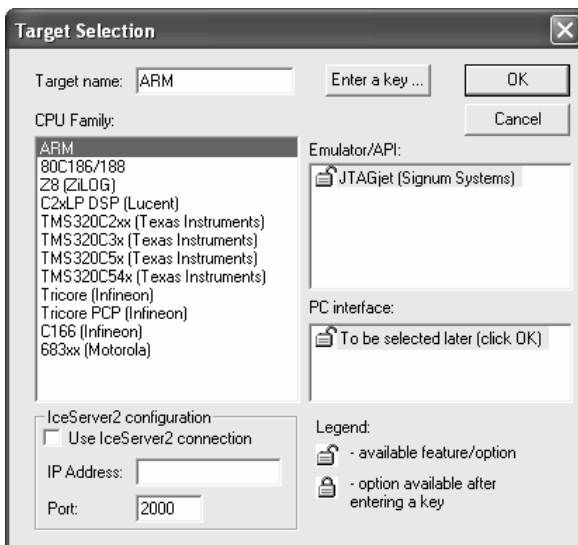 Target Selection
Target name: ARM
Enter a key ...
OK
Cancel
CPU Family:
ARM
80C186/188
Z8 (ZiLOG)
C2xLP DSP (Lucent)
TMS320C2xx (Texas Instruments)
TMS320C3x (Texas Instruments)
TMS320C5x (Texas Instruments)
TMS320C54x (Texas Instruments)
Tricore (Infineon)
Tricore PCP (Infineon)
C166 (Infineon)
683xx (Motorola)
Emulator/API:
JTAGjet (Signum Systems)
PC interface:
To be selected later (click OK)
IceServer2 configuration
Use IceServer2 connection
IP Address:
Port: 2000
Legend:
- available feature/option
- option available after
entering a key